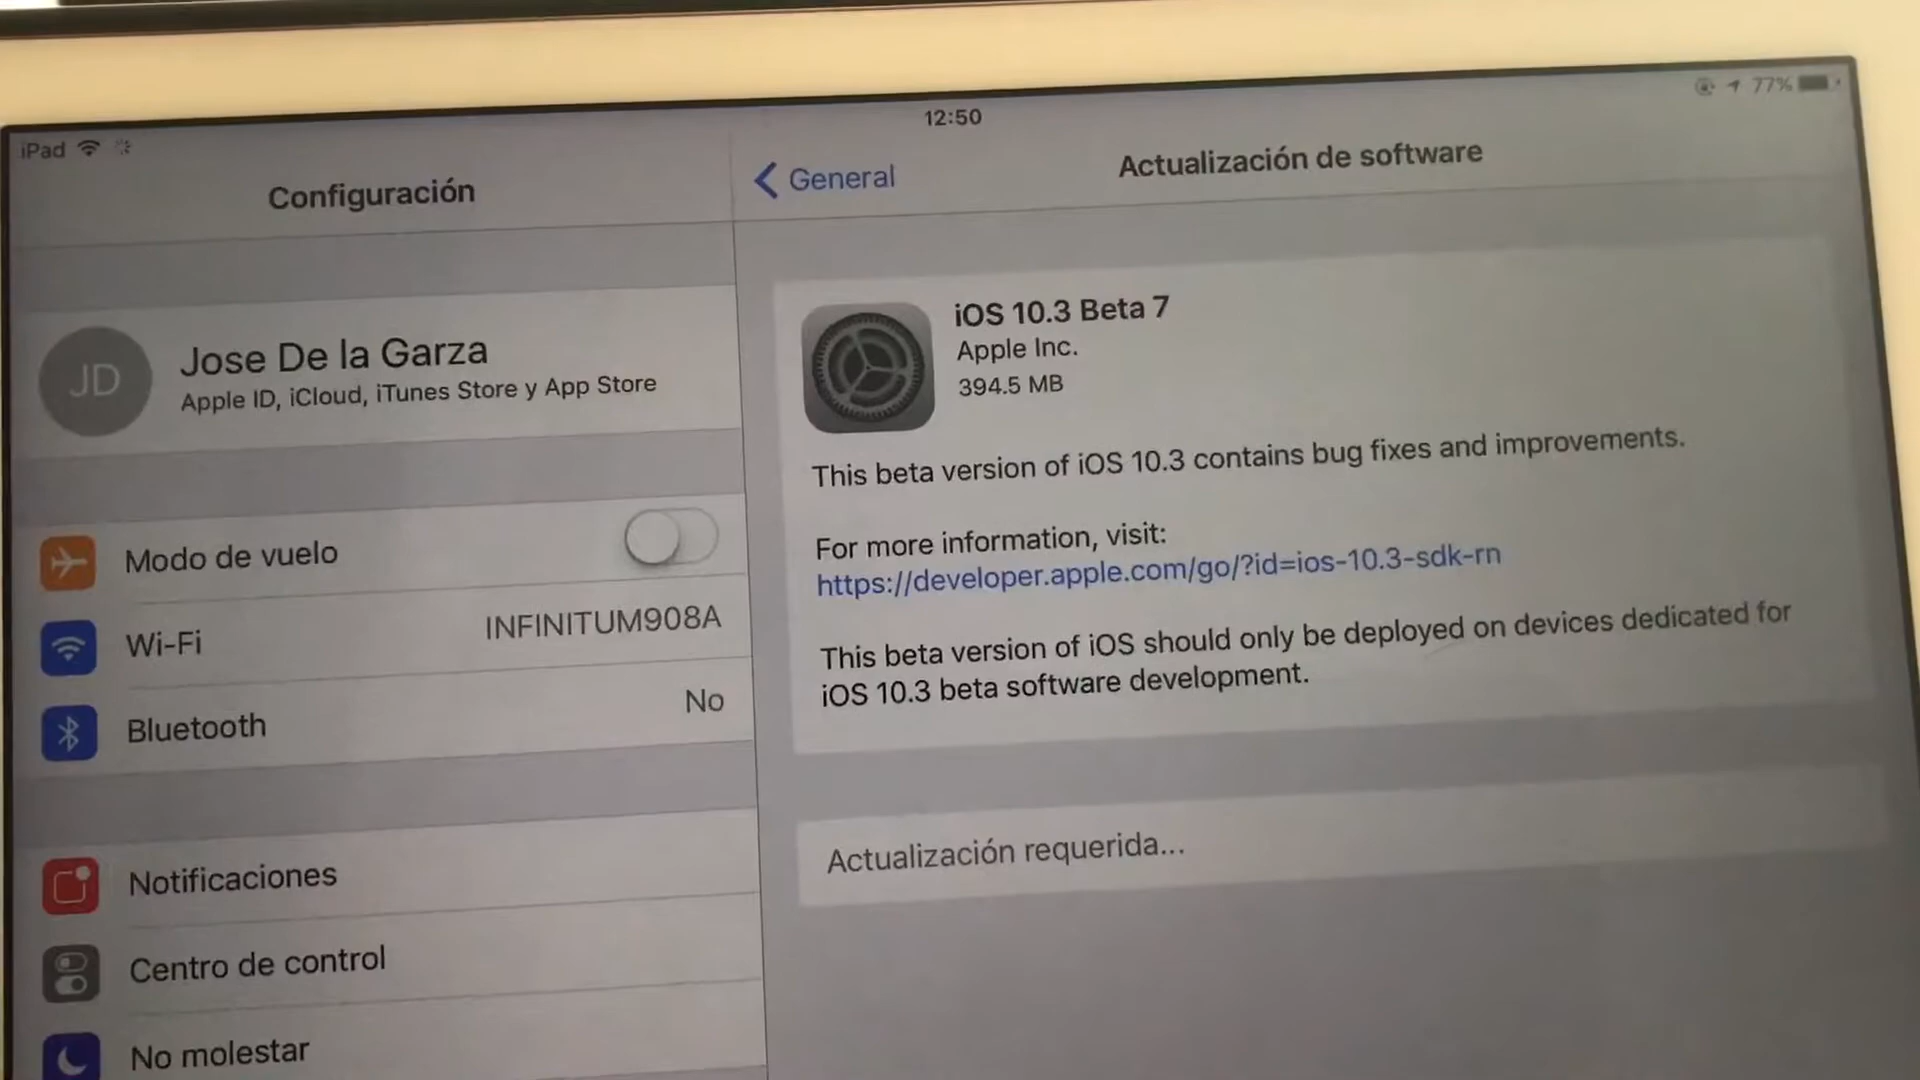 iPad
12:50
77%
Configuración
General
Actualización de software
JD
Jose De la Garza
Apple ID, iCloud, iTunes Store y App Store
Modo de vuelo
Wi-Fi
INFINITUM908A
Bluetooth
No
Notificaciones
Centro de control
No molestar
iOS 10.3 Beta 7
Apple Inc.
394.5 MB
This beta version of iOS 10.3 contains bug fixes and improvements.
For more information, visit:
https://developer.apple.com/go/?id=ios-10.3-sdk-rn
This beta version of iOS should only be deployed on devices dedicated for
iOS 10.3 beta software development.
Actualización requerida...